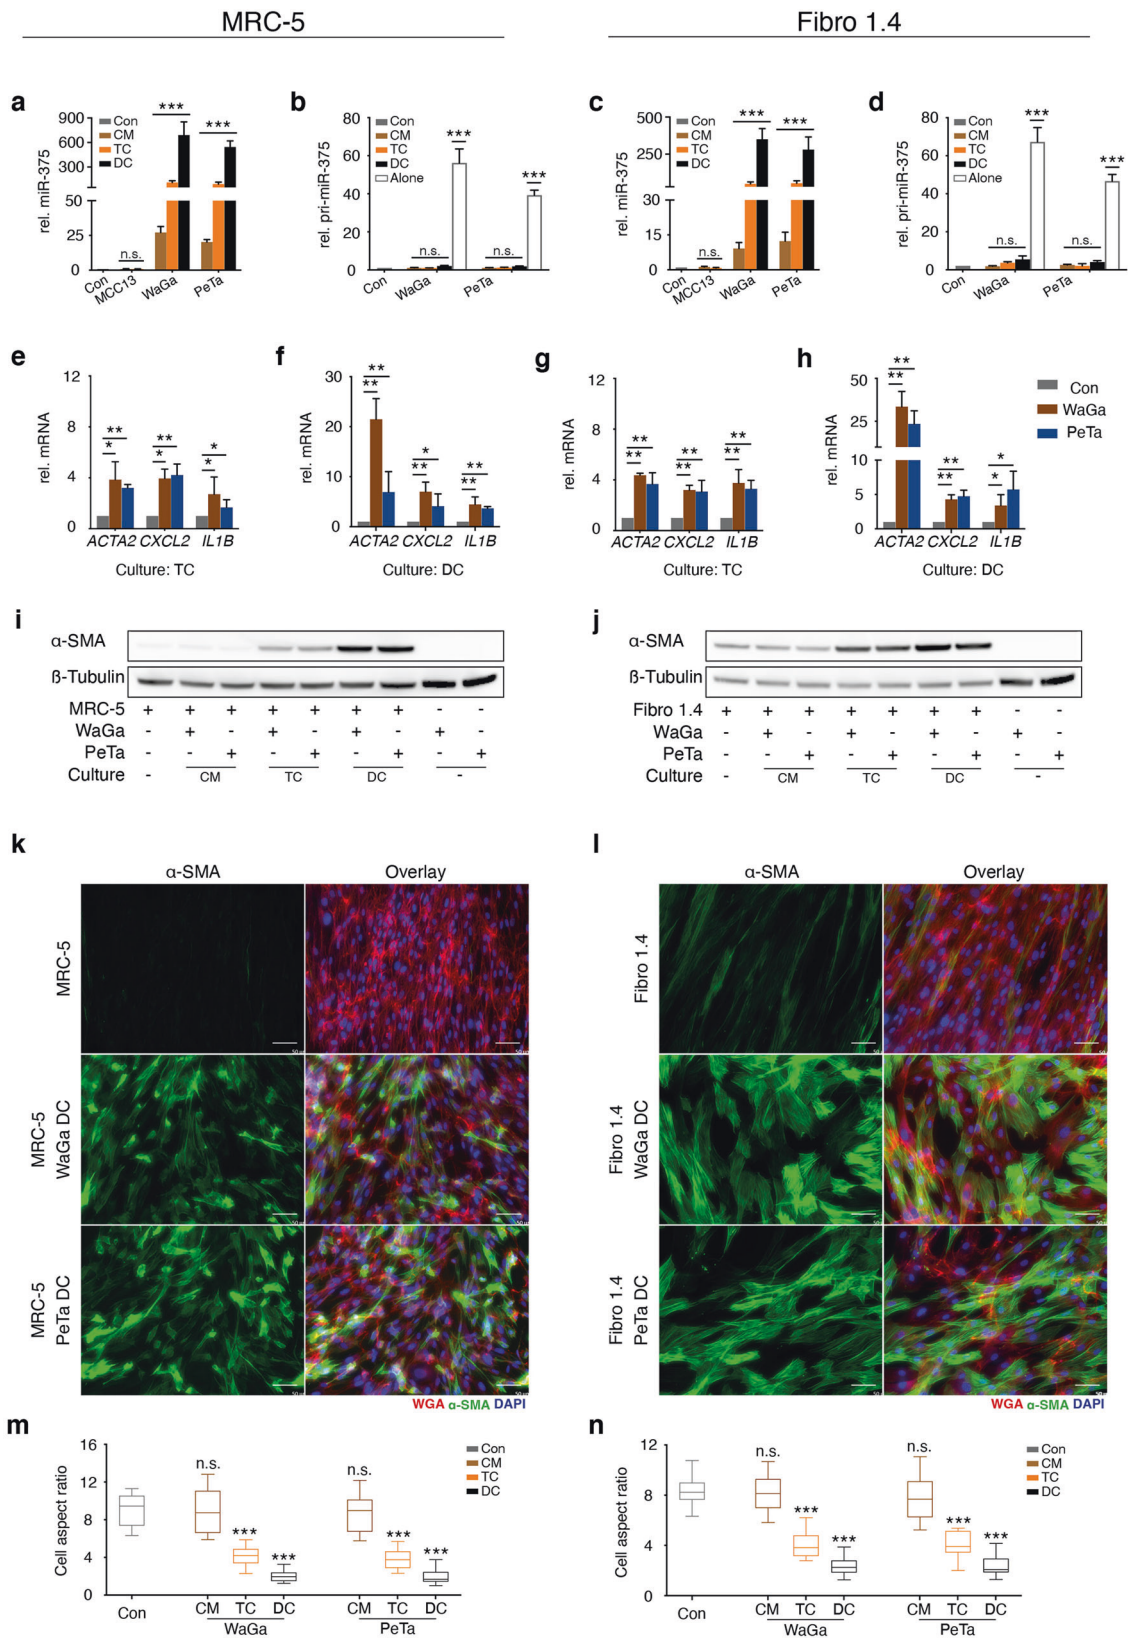 MRC-5
Fibro 1.4
a
rel. miR-375
900
750
500
250
50
25
0
Con
CM
TC
DC
***
***
n.s.
Con
MCC13
WaGa
PeTa
b
rel. pri-miR-375
80
60
40
20
0
Con
CM
TC
DC
Alone
***
***
n.s.
n.s.
Con
WaGa
PeTa
c
rel. miR-375
500
250
30
15
0
Con
CM
TC
DC
***
***
n.s.
Con
MCC13
WaGa
PeTa
d
rel. pri-miR-375
80
60
40
20
0
Con
CM
TC
DC
Alone
***
***
n.s.
n.s.
Con
WaGa
PeTa
e
rel. mRNA
12
8
4
0
**
*
**
*
*
*
ACTA2 CXCL2 IL1B
Culture: TC
f
rel. mRNA
30
20
10
0
**
**
*
**
**
**
ACTA2 CXCL2 IL1B
Culture: DC
g
rel. mRNA
12
8
4
0
**
**
**
**
**
**
ACTA2 CXCL2 IL1B
Culture: TC
h
rel. mRNA
50
25
10
5
0
**
**
**
**
*
*
ACTA2 CXCL2 IL1B
Culture: DC
Con
WaGa
PeTa
i
α-SMA
ß-Tubulin
MRC-5 + + + + + + + - -
WaGa - + - + - + - + -
PeTa - - + - + - + - +
Culture - CM TC DC -
j
α-SMA
ß-Tubulin
Fibro 1.4 + + + + + + + - -
WaGa - + - + - + - + -
PeTa - - + - + - + - +
Culture - CM TC DC -
k
α-SMA Overlay
MRC-5
MRC-5
WaGa DC
MRC-5
PeTa DC
WGA α-SMA DAPI
l
α-SMA Overlay
Fibro 1.4
Fibro 1.4
WaGa DC
Fibro 1.4
PeTa DC
WGA α-SMA DAPI
m
Cell aspect ratio
16
12
8
4
0
n.s.
***
***
n.s.
***
***
Con
CM
TC
DC
Con
CM TC DC
WaGa
CM TC DC
PeTa
n
Cell aspect ratio
12
8
4
0
n.s.
***
***
n.s.
***
***
Con
CM
TC
DC
Con
CM TC DC
WaGa
CM TC DC
PeTa